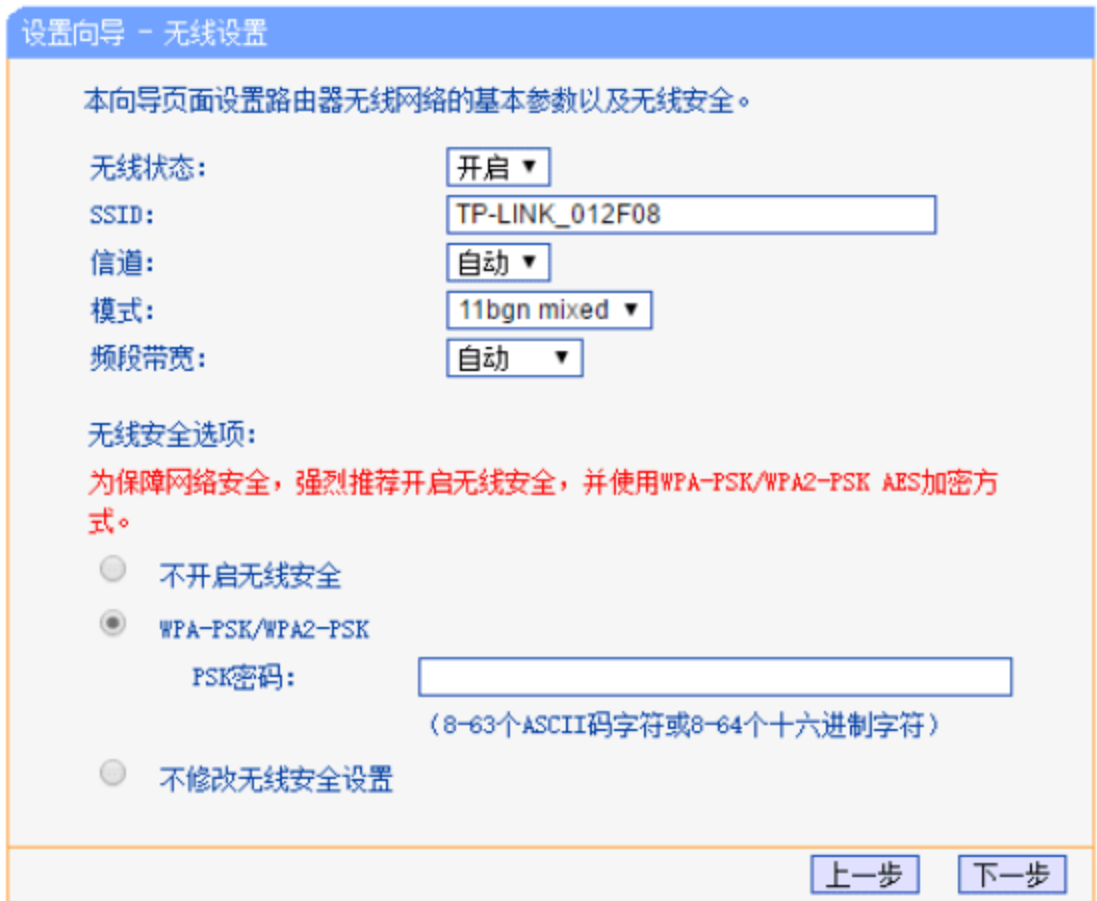 设置向导 - 无线设置
本向导页面设置路由器无线网络的基本参数以及无线安全。
无线状态: 开启
SSID: TP-LINK_012F08
信道: 自动
模式: 11bgn mixed
频段带宽: 自动
无线安全选项:
为保障网络安全，强烈推荐开启无线安全，并使用WPA-PSK/WPA2-PSK AES加密方
式。
不开启无线安全
WPA-PSK/WPA2-PSK
PSK密码:
（8-63个ASCII码字符或8-64个十六进制字符）
不修改无线安全设置
上一步 下一步